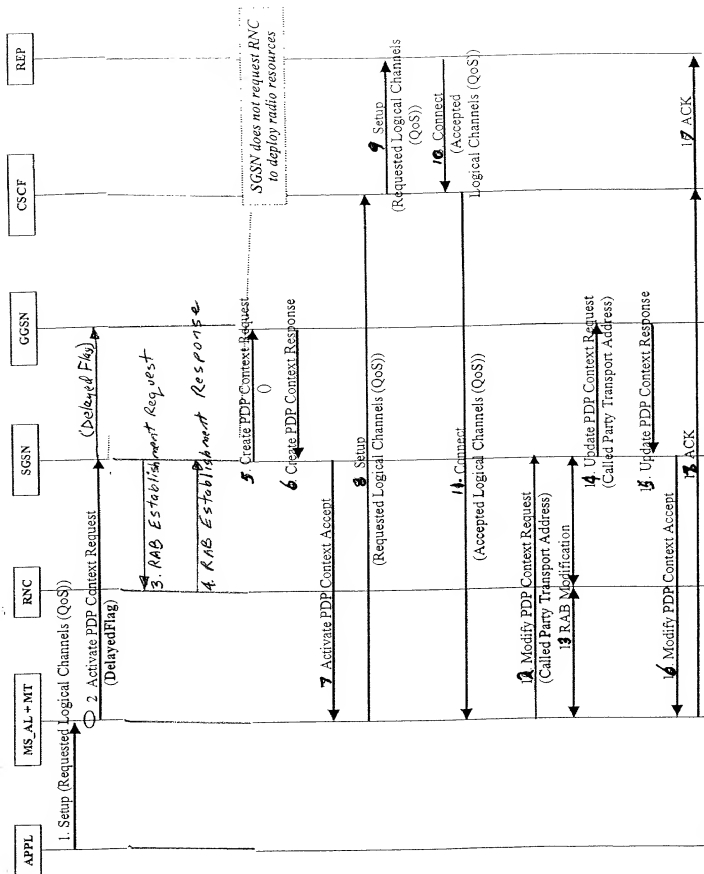 APPL
MS_AL + MT
RNC
SGSN
GGSN
CSCF
REP
1. Setup (Requested Logical Channels (QoS))
2 Activate PDP Context Request
(DelayedFlag)
(Delayed Flag)
3. RAB Establishment Request
4. RAB Establishment Response
SGSN does not request RNC
to deploy radio resources
5. Create PDP Context Request
()
6. Create PDP Context Response
7 Activate PDP Context Accept
8 Setup
(Requested Logical Channels (QoS))
9 Setup
(Requested Logical Channels
(QoS))
10. Connect
(Accepted
Logical Channels (QoS))
11. Connect
(Accepted Logical Channels (QoS))
12. Modify PDP Context Request
(Called Party Transport Address)
13 RAB Modification
14. Update PDP Context Request
(Called Party Transport Address)
15. Update PDP Context Response
16. Modify PDP Context Accept
ACK
17 ACK